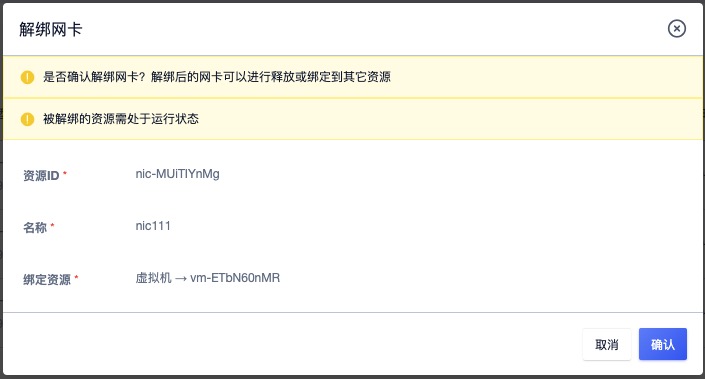 解绑网卡
是否确认解绑网卡？解绑后的网卡可以进行释放或绑定到其它资源
被解绑的资源需处于运行状态
资源ID * nic-MUiTlYnMg
名称 * nic111
绑定资源 * 虚拟机 → vm-ETbN60nMR
取消 确认